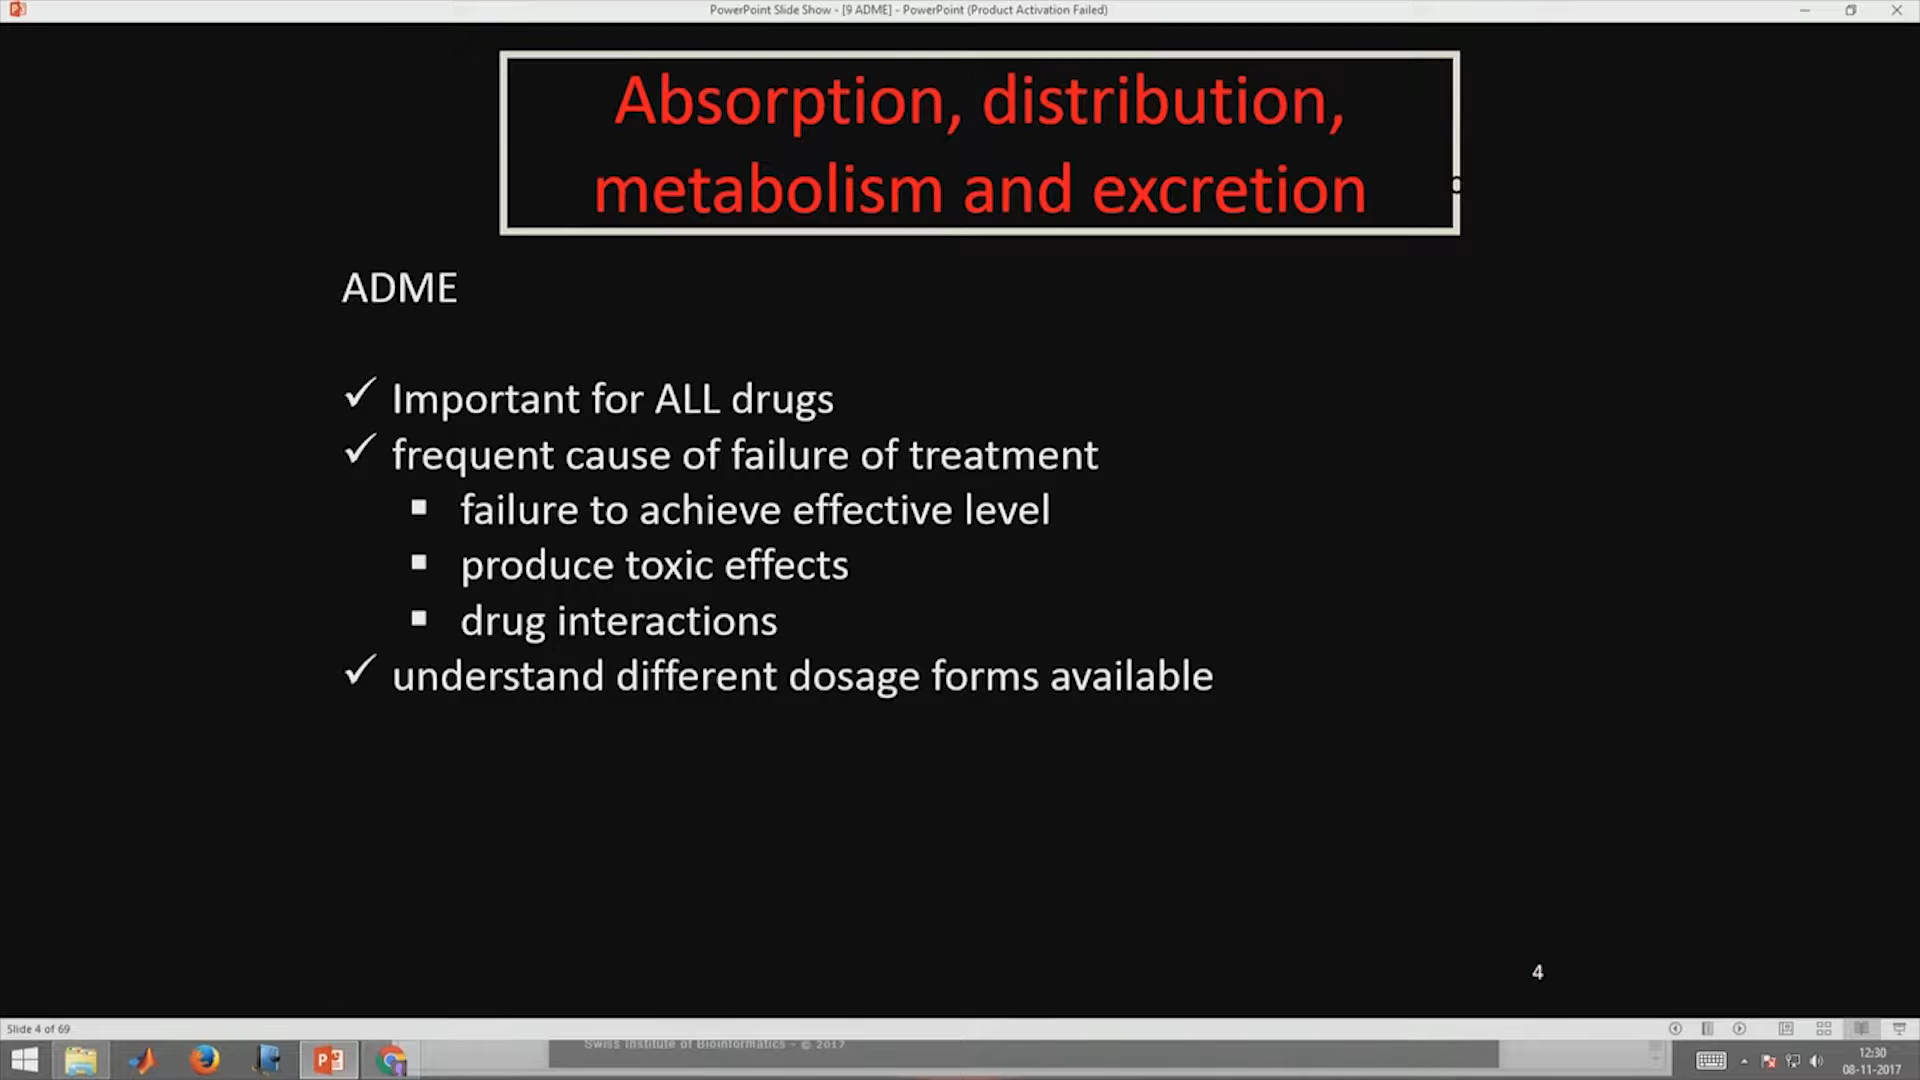 PowerPoint Slide Show - [9 ADME] - PowerPoint (Product Activation Failed)
Absorption, distribution,
metabolism and excretion
ADME
✓ Important for ALL drugs
✓ frequent cause of failure of treatment
▪ failure to achieve effective level
▪ produce toxic effects
▪ drug interactions
✓ understand different dosage forms available
4
Slide 4 of 69
Swiss Institute of Bioinformatics - © 2017
12:30
08-11-2017